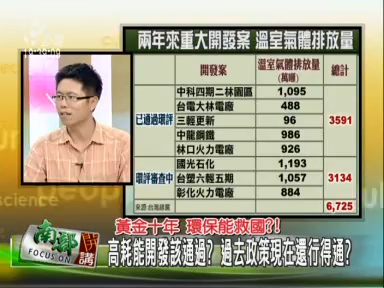 兩年來重大開發案 溫室氣體排放量
開發案 溫室氣體排放量(萬噸) 總計
已通過環評 3591
中科四期二林園區 1,095
台電大林電廠 488
三輕更新 96
中龍鋼鐵 986
林口火力電廠 926
環評審查中 3134
國光石化 1,193
台塑六輕五期 1,057
彰化火力電廠 884
6,725
來源:台灣綠黨
黃金十年 環保能救國?!
南部開講
FOCUS ON
高耗能開發該通過? 過去政策現在還行得通?